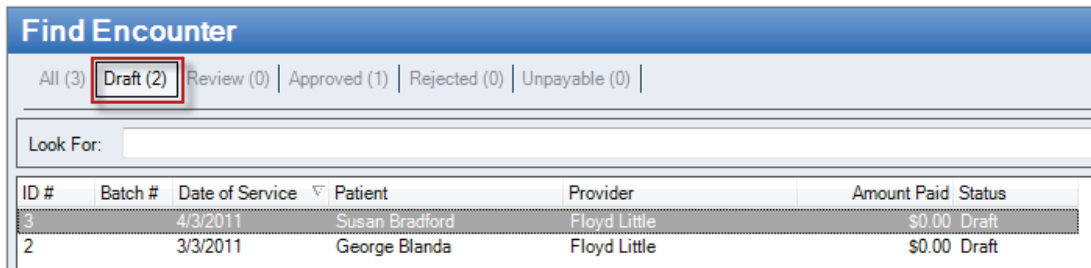 Find Encounter
All (3) Draft (2) Review (0) Approved (1) Rejected (0) Unpayable (0)
Look For:
ID # Batch # Date of Service Patient Provider Amount Paid Status
3 4/3/2011 Susan Bradford Floyd Little $0.00 Draft
2 3/3/2011 George Blanda Floyd Little $0.00 Draft